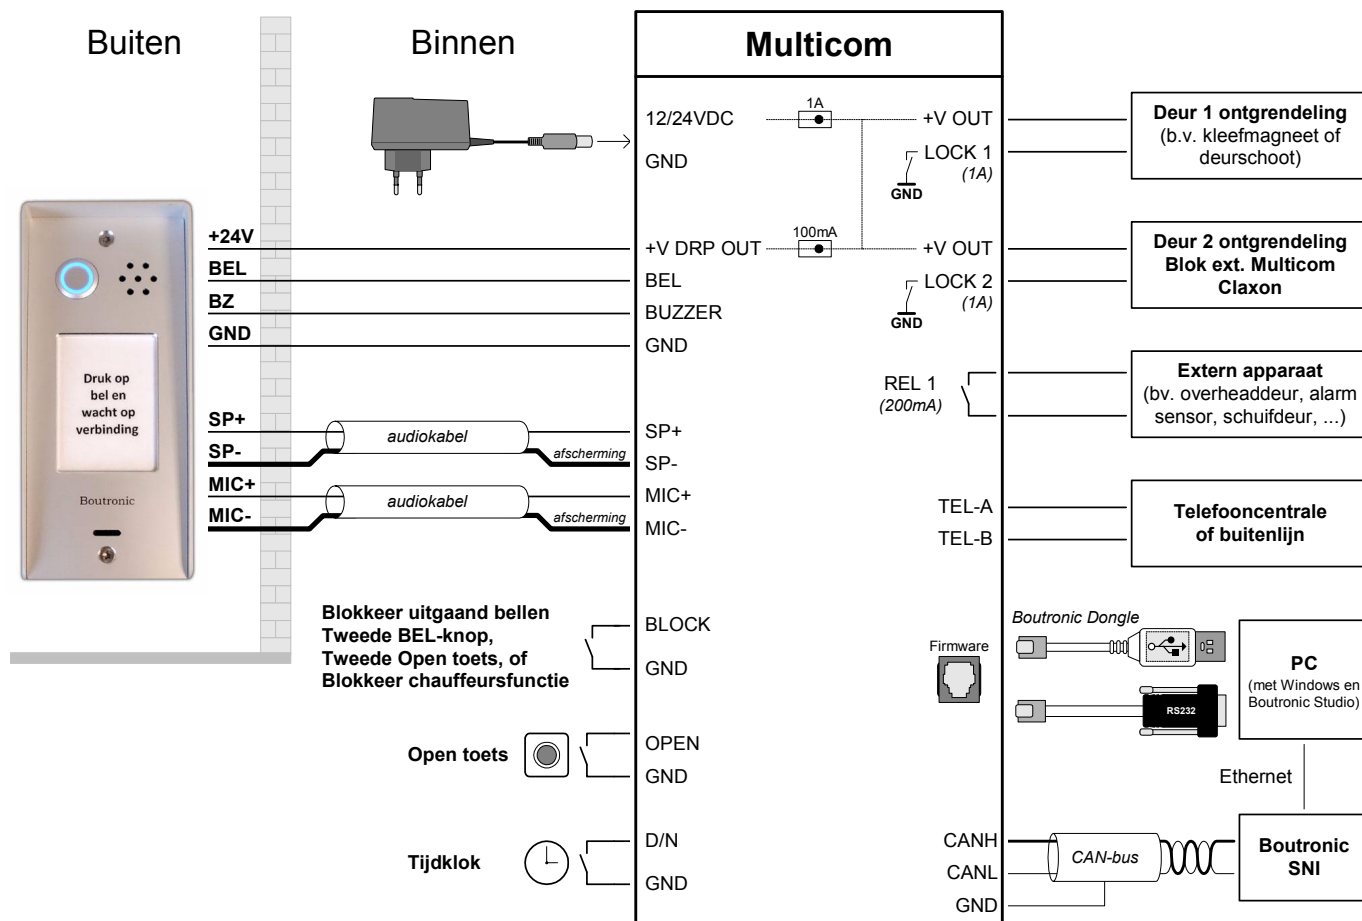 Buiten
Binnen
Multicom
12/24VDC
1A
+V OUT
GND
LOCK 1
(1A)
GND
Deur 1 ontgrendeling
(b.v. kleefmagneet of
deurschoot)
+24V
BEL
BZ
GND
+V DRP OUT
100mA
+V OUT
BEL
LOCK 2
(1A)
BUZZER
GND
GND
Deur 2 ontgrendeling
Blok ext. Multicom
Claxon
Druk op
bel en
wacht op
verbinding
Boutronic
REL 1
(200mA)
Extern apparaat
(bv. overheaddeur, alarm
sensor, schuifdeur, ...)
SP+
audiokabel
SP+
SP-
afscherming
SP-
MIC+
audiokabel
MIC+
MIC-
afscherming
MIC-
TEL-A
TEL-B
Telefooncentrale
of buitenlijn
Blokkeer uitgaand bellen
Tweede BEL-knop,
Tweede Open toets, of
Blokkeer chauffeursfunctie
BLOCK
GND
Firmware
Boutronic Dongle
RS232
PC
(met Windows en
Boutronic Studio)
Open toets
OPEN
GND
Ethernet
Tijdklok
D/N
GND
CANH
CANL
GND
CAN-bus
Boutronic
SNI